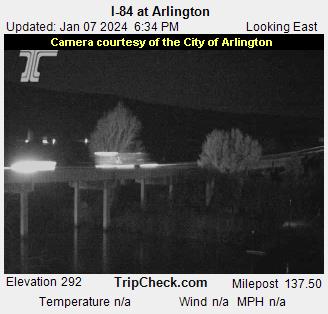 I-84 at Arlington
Updated: Jan 07 2024 6:34 PM Looking East
Camera courtesy of the City of Arlington
Elevation 292 TripCheck.com Milepost 137.50
Temperature n/a Wind n/a MPH n/a